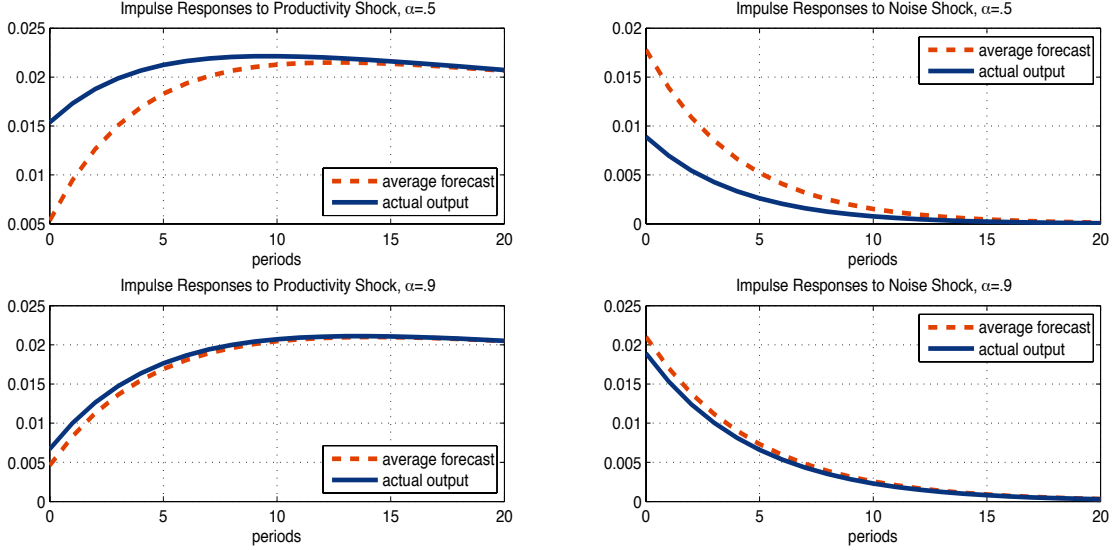 Impulse Responses to Productivity Shock, α=.5
0.025
0.02
0.015
0.01
0.005
0 5 10 15 20
periods
average forecast
actual output
Impulse Responses to Noise Shock, α=.5
0.02
0.015
0.01
0.005
0
0 5 10 15 20
periods
average forecast
actual output
Impulse Responses to Productivity Shock, α=.9
0.025
0.02
0.015
0.01
0.005
0
0 5 10 15 20
periods
average forecast
actual output
Impulse Responses to Noise Shock, α=.9
0.025
0.02
0.015
0.01
0.005
0
0 5 10 15 20
periods
average forecast
actual output